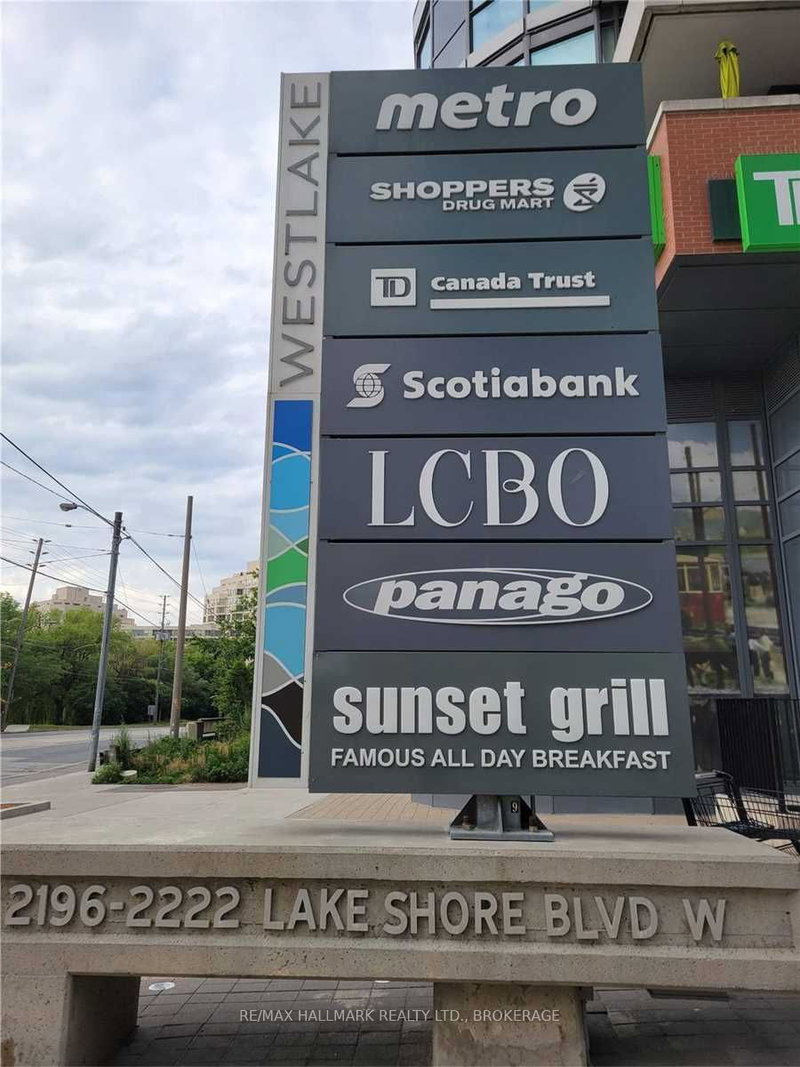 WESTLAKE
metro
SHOPPERS
DRUG MART
TD Canada Trust
Scotiabank
LCBO
panago
sunset grill
FAMOUS ALL DAY BREAKFAST
9
2196-2222 LAKE SHORE BLVD W
RE/MAX HALLMARK REALTY LTD., BROKERAGE